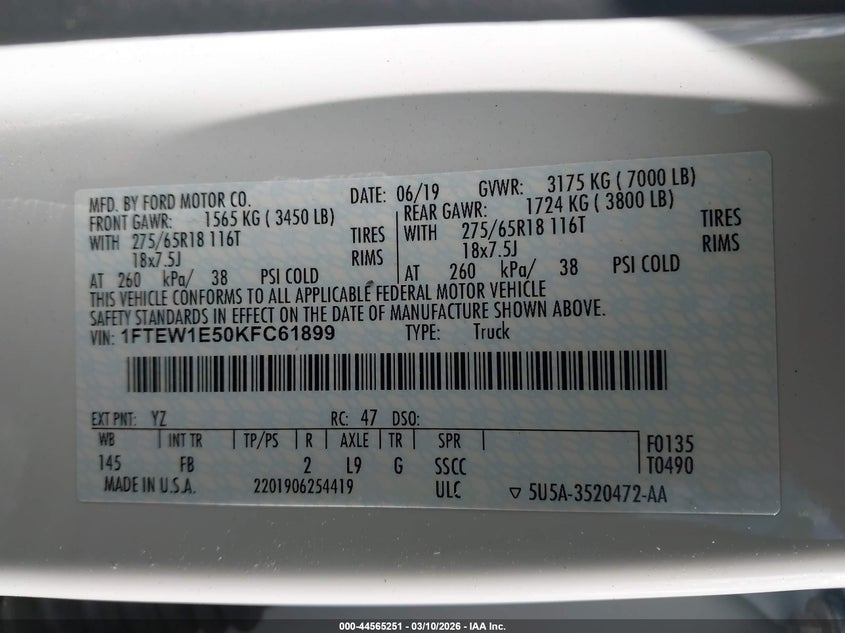 MFD. BY FORD MOTOR CO. DATE: 06/19 GVWR: 3175 KG ( 7000 LB)
FRONT GAWR: 1565 KG ( 3450 LB) REAR GAWR: 1724 KG ( 3800 LB)
WITH 275/65R18 116T TIRES WITH 275/65R18 116T TIRES
18x7.5J RIMS 18x7.5J RIMS
AT 260 kPa/ 38 PSI COLD AT 260 kPa/ 38 PSI COLD
THIS VEHICLE CONFORMS TO ALL APPLICABLE FEDERAL MOTOR VEHICLE
SAFETY STANDARDS IN EFFECT ON THE DATE OF MANUFACTURE SHOWN ABOVE.
VIN: 1FTEW1E50KFC61899 TYPE: Truck
EXT PNT: YZ RC: 47 DSO:
WB INT TR TP/PS R AXLE TR SPR F0135
145 FB 2 L9 G SSCC T0490
MADE IN U.S.A. 2201906254419 ULC ▽ 5U5A-3520472-AA
000-44565251 | 03/10/2026 | IAA Inc.